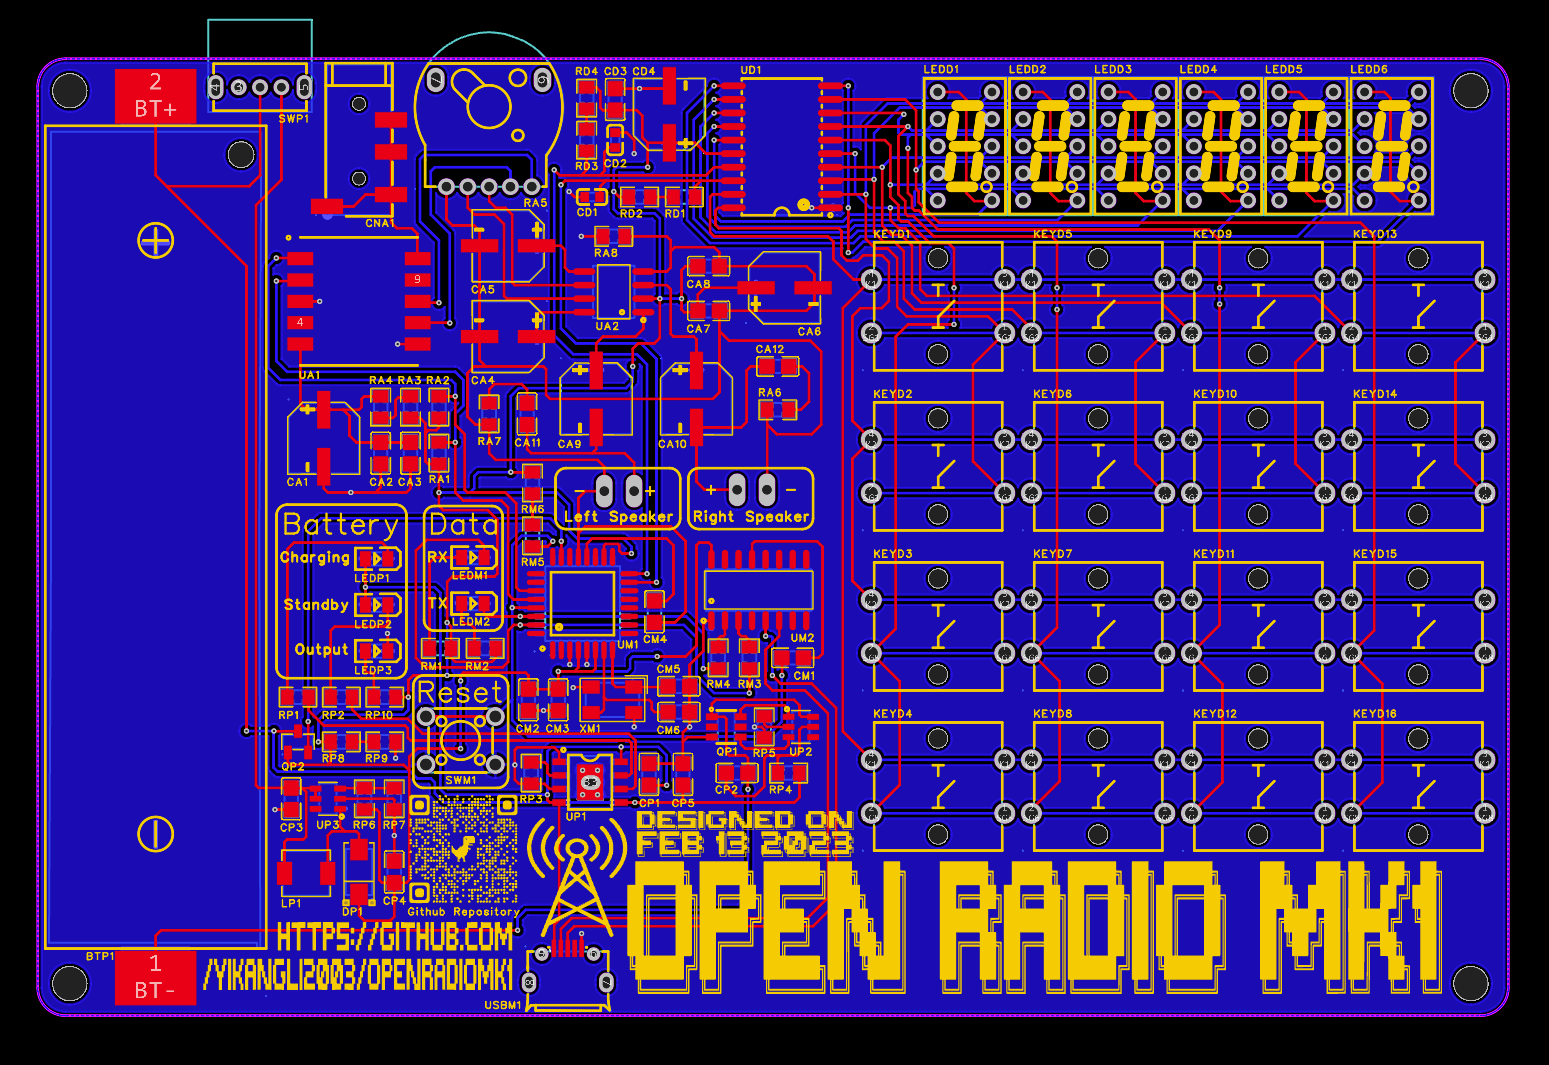 2
BT+
SWP1
CNA1
RA5
RD4 CD3 CD4
RD3 CD2
CD1 RD2 RD1
UD1
LEDD1 LEDD2 LEDD3 LEDD4 LEDD5 LEDD6
KEYD1 KEYD5 KEYD9 KEYD13
RA8
CA5
UA2
CA8
CA7
CA6
9
4
UA1
CA4
CA12
RA6
RA4 RA3 RA2
KEYD2 KEYD6 KEYD10 KEYD14
CA1 CA2 CA3 RA1
RA7 CA11 CA9 CA10
RM6
- +
Left Speaker
+ -
Right Speaker
Battery
Charging
LEDP1
Standby
LEDP2
Output
LEDP3
Data
RX
LEDM1
TX
LEDM2
RM5
KEYD3 KEYD7 KEYD11 KEYD15
UM1 CM4
UM2
RM1 RM2
RM4 RM3 CM1
CM5
RP1 RP2 RP10
Reset
CM2 CM3 XM1 CM6
KEYD4 KEYD8 KEYD12 KEYD16
QP2 RP8 RP9
SWM1
QP1 RP5 UP2
RP3 UP1 CP1 CP5
CP2 RP4
CP3 UP3 RP6 RP7
LP1 DP1 CP4
Github Repository
DESIGNED ON
FEB 13 2023
OPEN RADIO MK1
HTTPS://GITHUB.COM
/YIKANGLI2003/OPENRADIOMK1
BTP1
1
BT-
USBM1